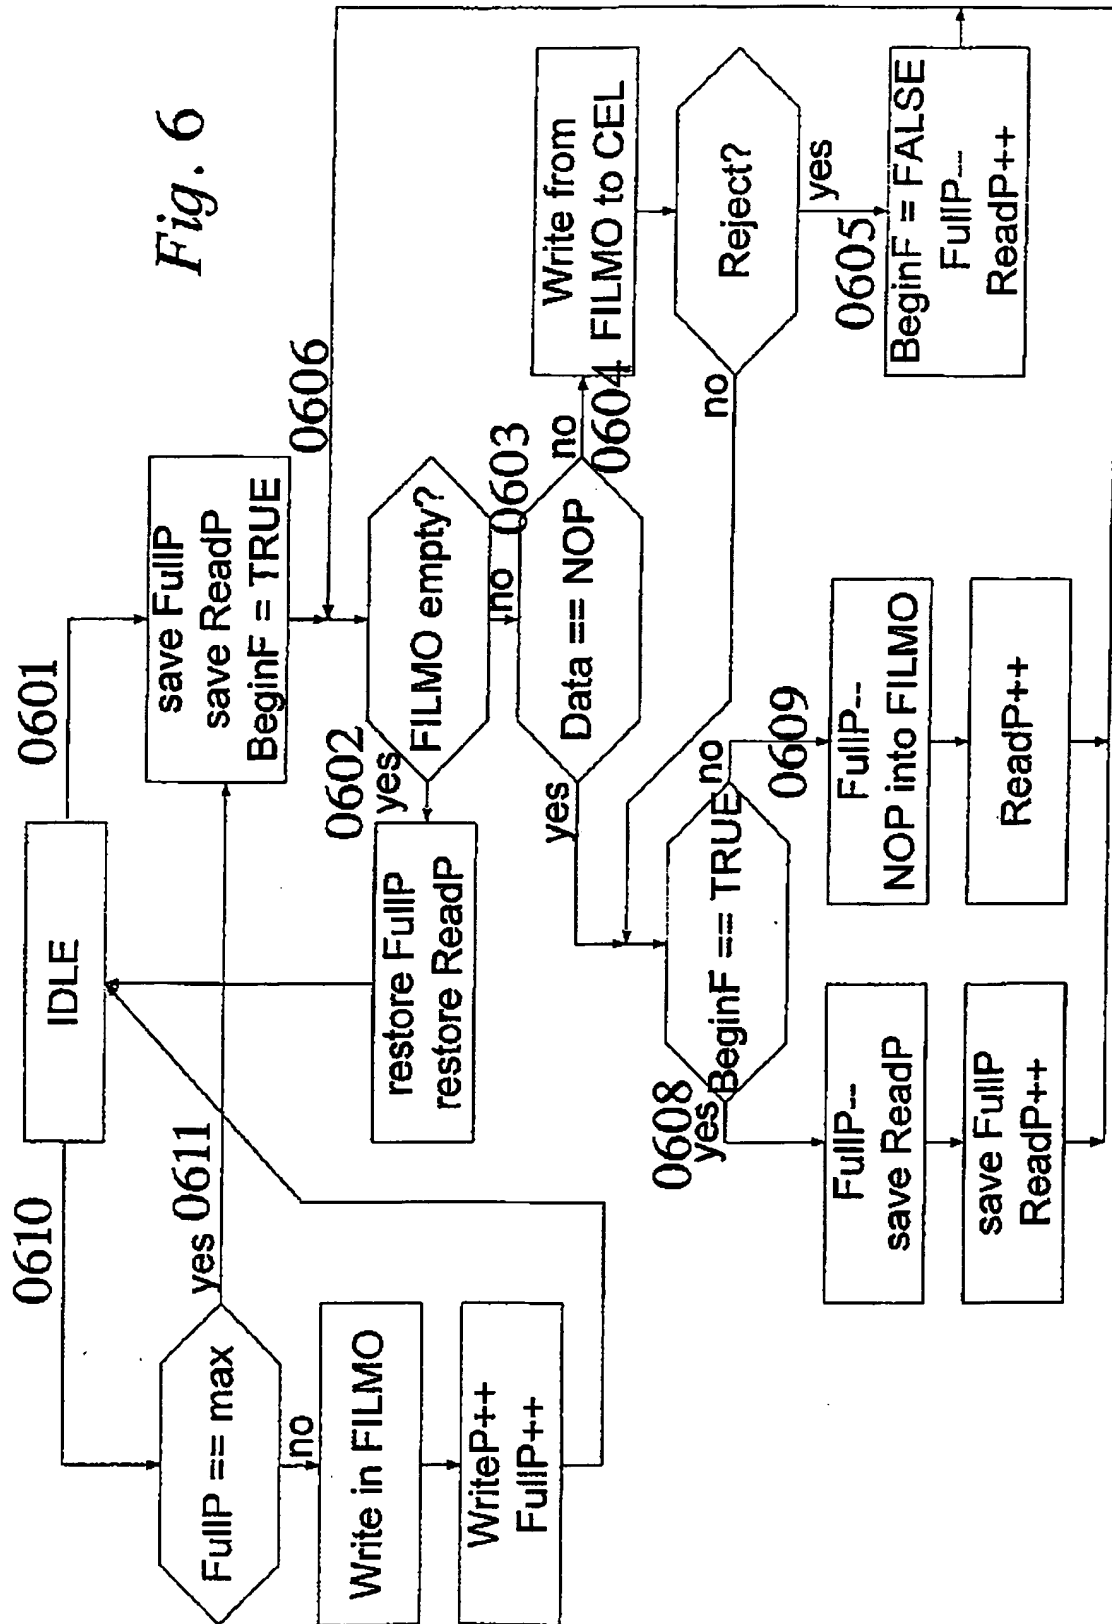 Fig. 6
IDLE
0610
0601
FullP == max
yes
0611
no
Write in FILMO
WriteP++
FullP++
save FullP
save ReadP
BeginF = TRUE
0606
FILMO empty?
0602
yes
restore FullP
restore ReadP
no
0603
Data == NOP
yes
no
0604
Write from
FILMO to CEL
Reject?
no
yes
0605
BeginF = FALSE
FullP--
ReadP++
BeginF == TRUE
0608
yes
no
0609
FullP--
save ReadP
save FullP
ReadP++
FullP--
NOP into FILMO
ReadP++